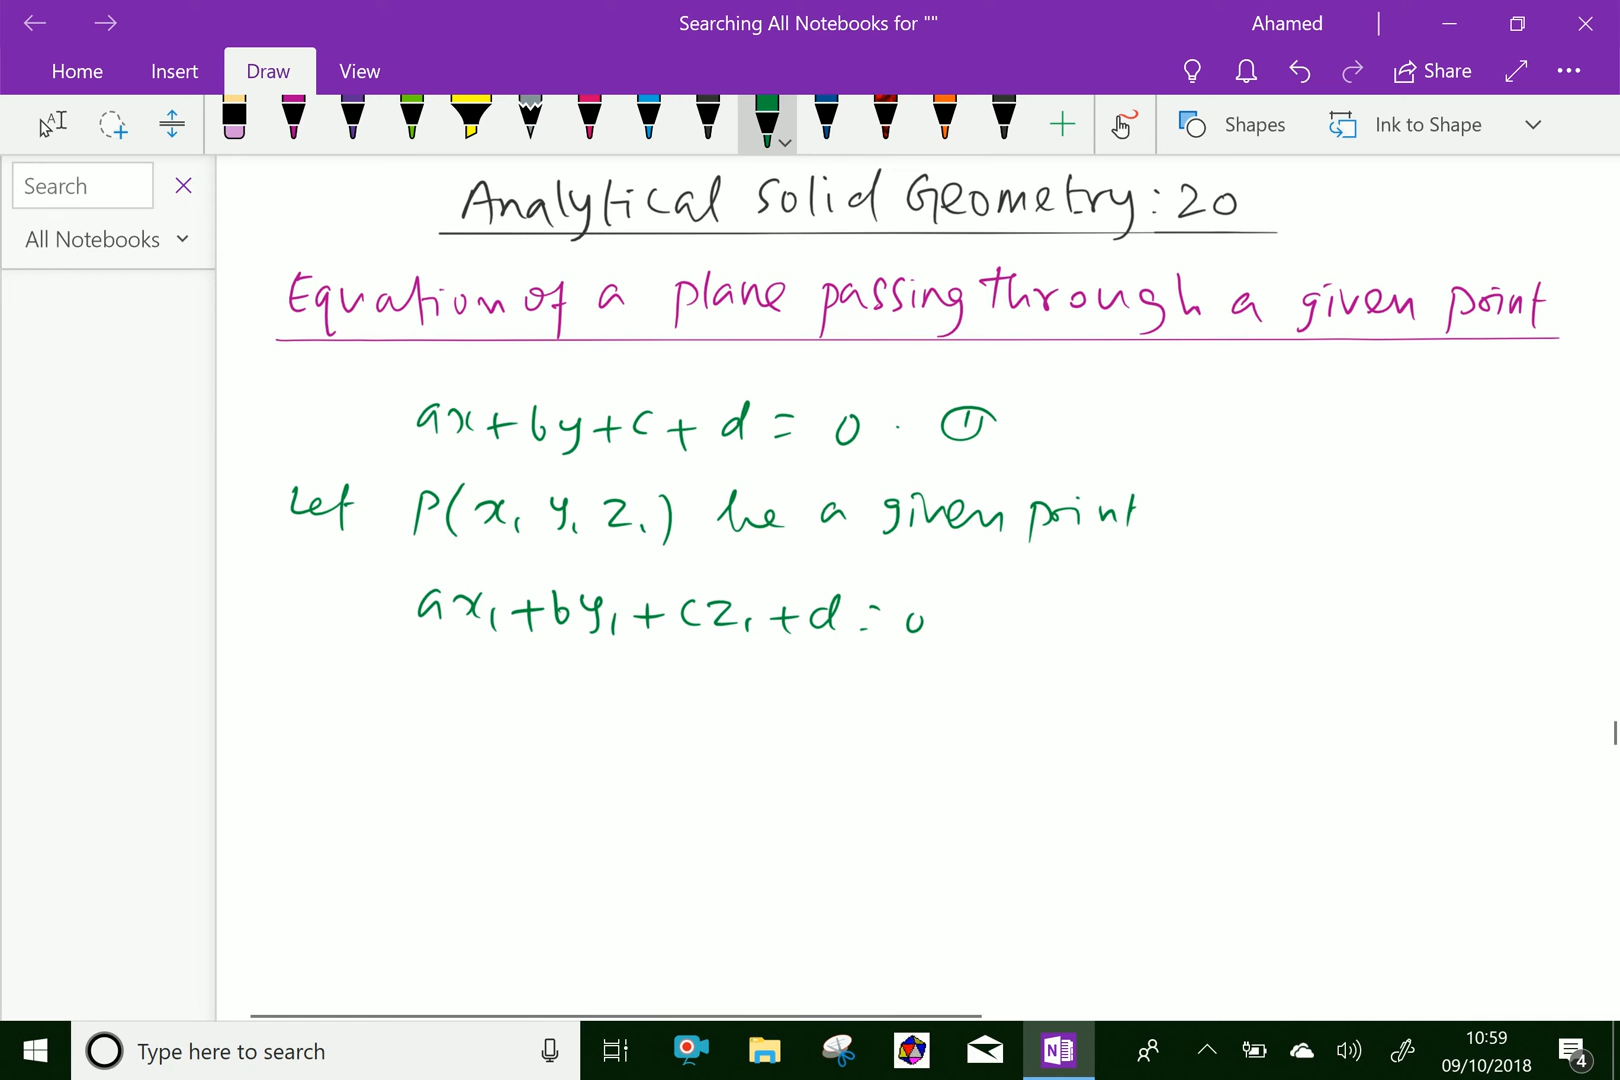 Searching All Notebooks for ""
Ahamed
Home Insert Draw View
Share
Shapes Ink to Shape
Search
All Notebooks
Analytical Solid Geometry: 20
Equation of a plane passing through a given point
ax + by + c + d = 0 . ①
Let P(x₁ y₁ z₁) be a given point
ax₁ + by₁ + cz₁ + d = 0
Type here to search
10:59
09/10/2018
4